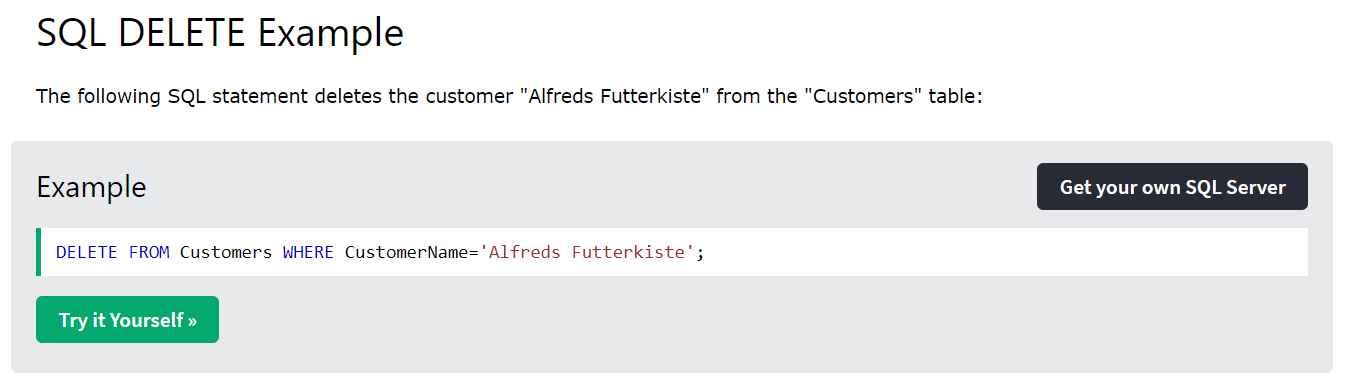 SQL DELETE Example
The following SQL statement deletes the customer "Alfreds Futterkiste" from the "Customers" table:
Example
Get your own SQL Server
DELETE FROM Customers WHERE CustomerName='Alfreds Futterkiste';
Try it Yourself »